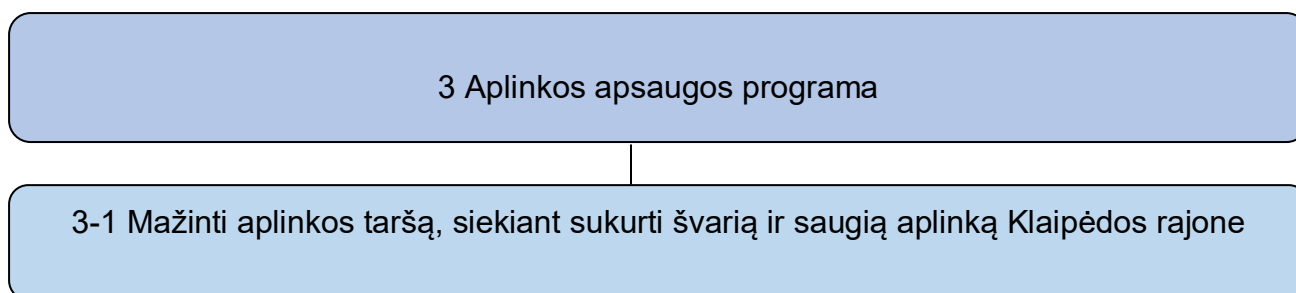 3 Aplinkos apsaugos programa
3-1 Mažinti aplinkos taršą, siekiant sukurti švarią ir saugią aplinką Klaipėdos rajone